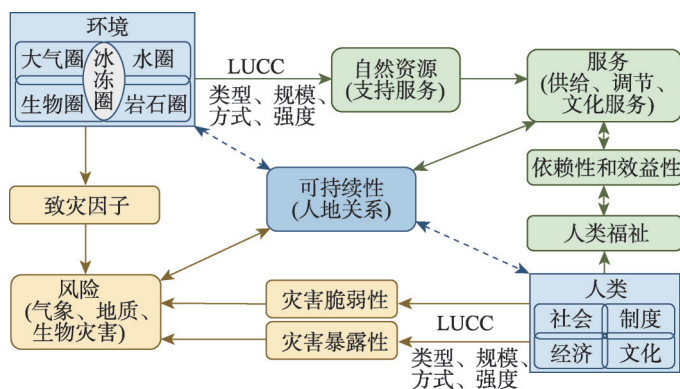 环境
大气圈
冰冻圈
水圈
生物圈
岩石圈
LUCC
类型、规模、
方式、强度
自然资源
(支持服务)
服务
(供给、调节、
文化服务)
依赖性和效益性
人类福祉
可持续性
(人地关系)
致灾因子
风险
(气象、地质、
生物灾害)
灾害脆弱性
灾害暴露性
LUCC
类型、规模、
方式、强度
人类
社会
制度
经济
文化